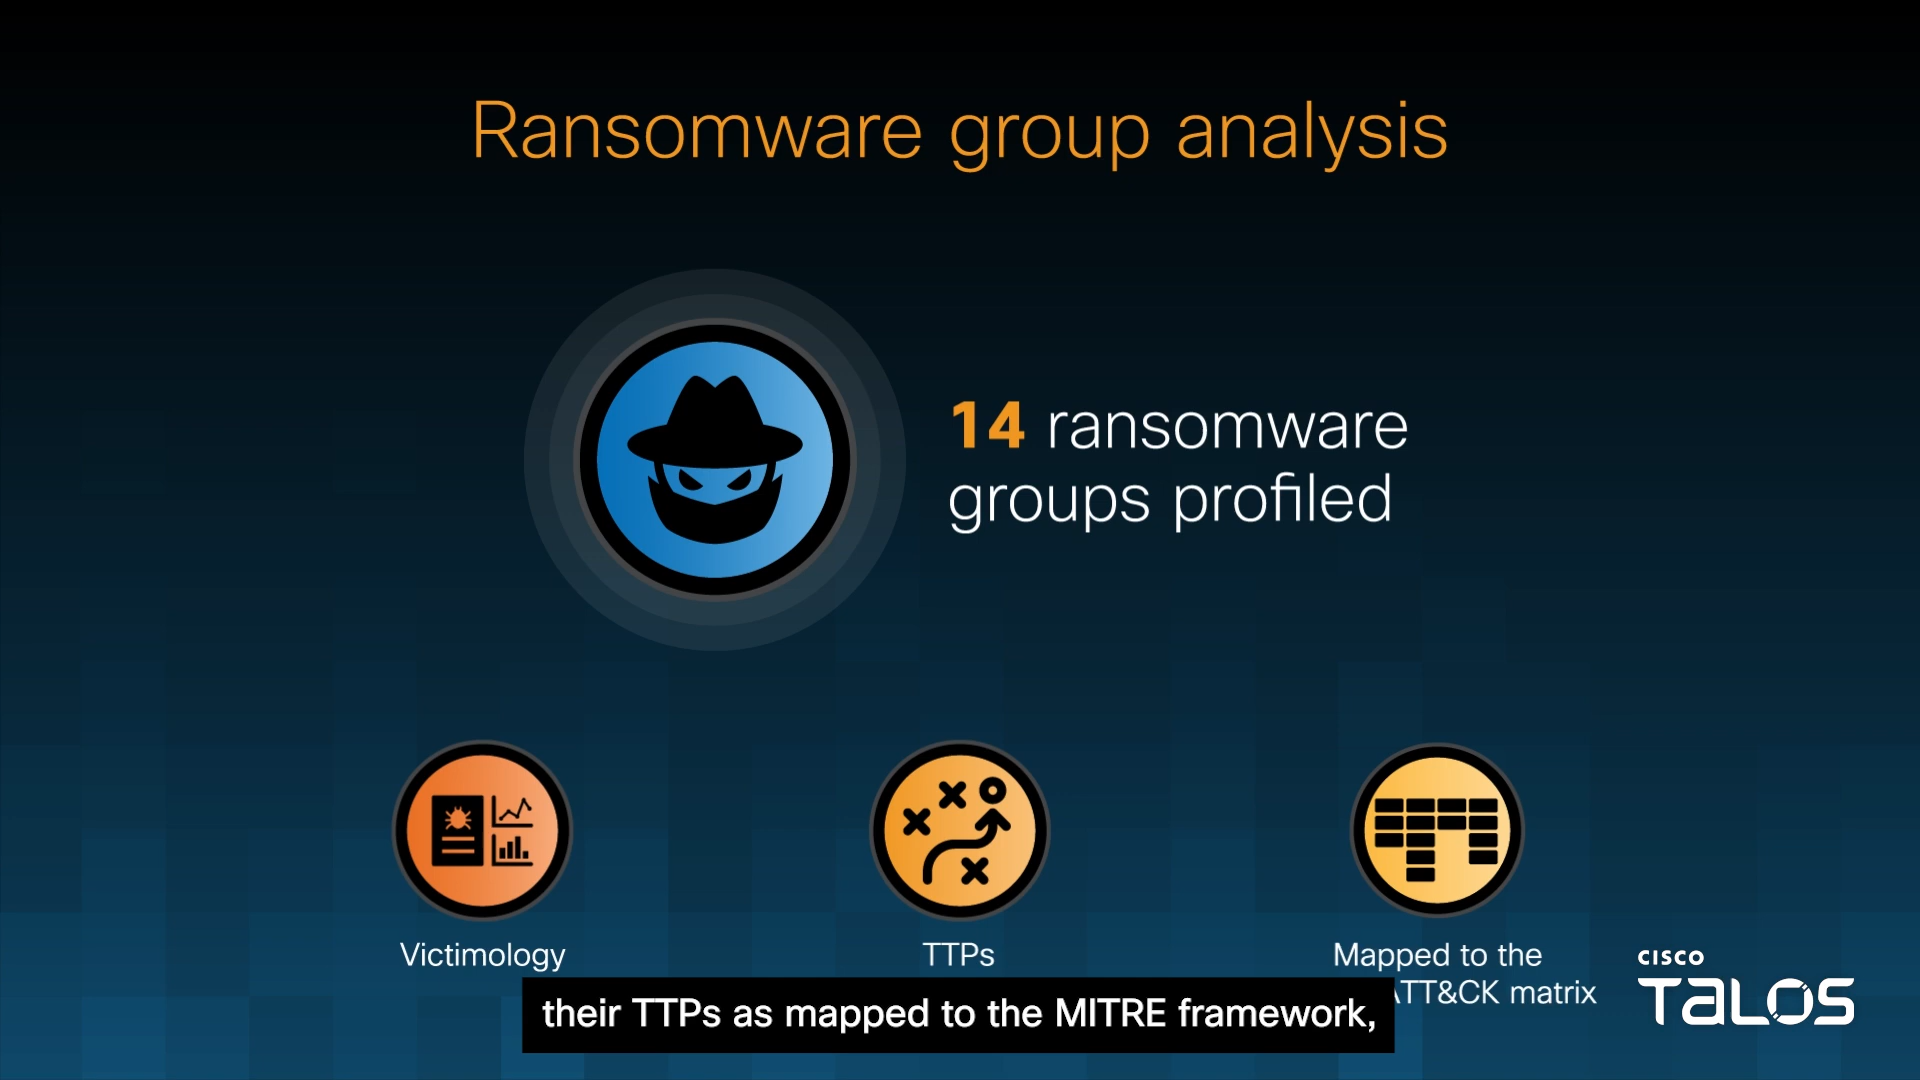 Ransomware group analysis
14 ransomware
groups profiled
Victimology
TTPs
Mapped to the
ATT&CK matrix
their TTPs as mapped to the MITRE framework,
CISCO
TALOS